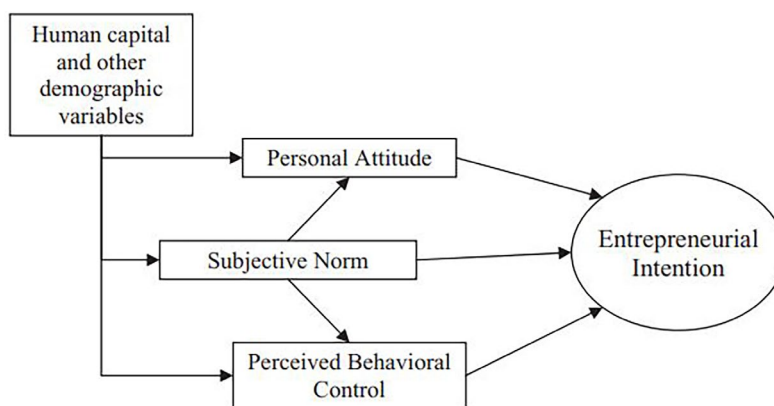 Human capital
and other
demographic
variables
Personal Attitude
Subjective Norm
Entrepreneurial
Intention
Perceived Behavioral
Control